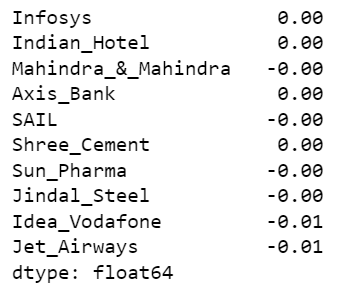 Infosys 0.00
Indian_Hotel 0.00
Mahindra_&_Mahindra -0.00
Axis_Bank 0.00
SAIL -0.00
Shree_Cement 0.00
Sun_Pharma -0.00
Jindal_Steel -0.00
Idea_Vodafone -0.01
Jet_Airways -0.01
dtype: float64